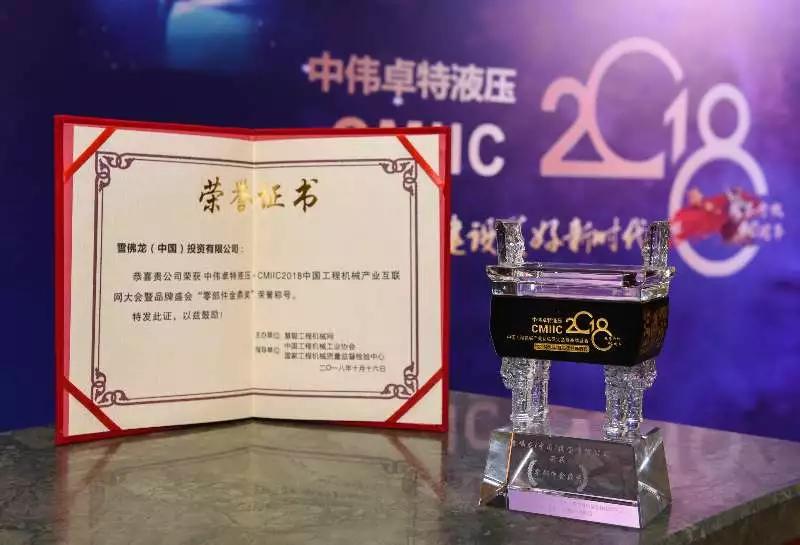 中伟卓特液压
CMIIC 2018
建设美好新时代
荣誉证书
雪佛龙（中国）投资有限公司：
恭喜贵公司荣获 中伟卓特液压·CMIIC2018中国工程机械产业互联
网大会暨品牌盛会“零部件金鼎奖”荣誉称号。
特发此证，以兹鼓励！
主办单位：慧聪工程机械网
中国工程机械工业协会
指导单位：国家工程机械质量监督检验中心
二〇一八年十月十六日
中伟卓特液压
CMIIC 2018